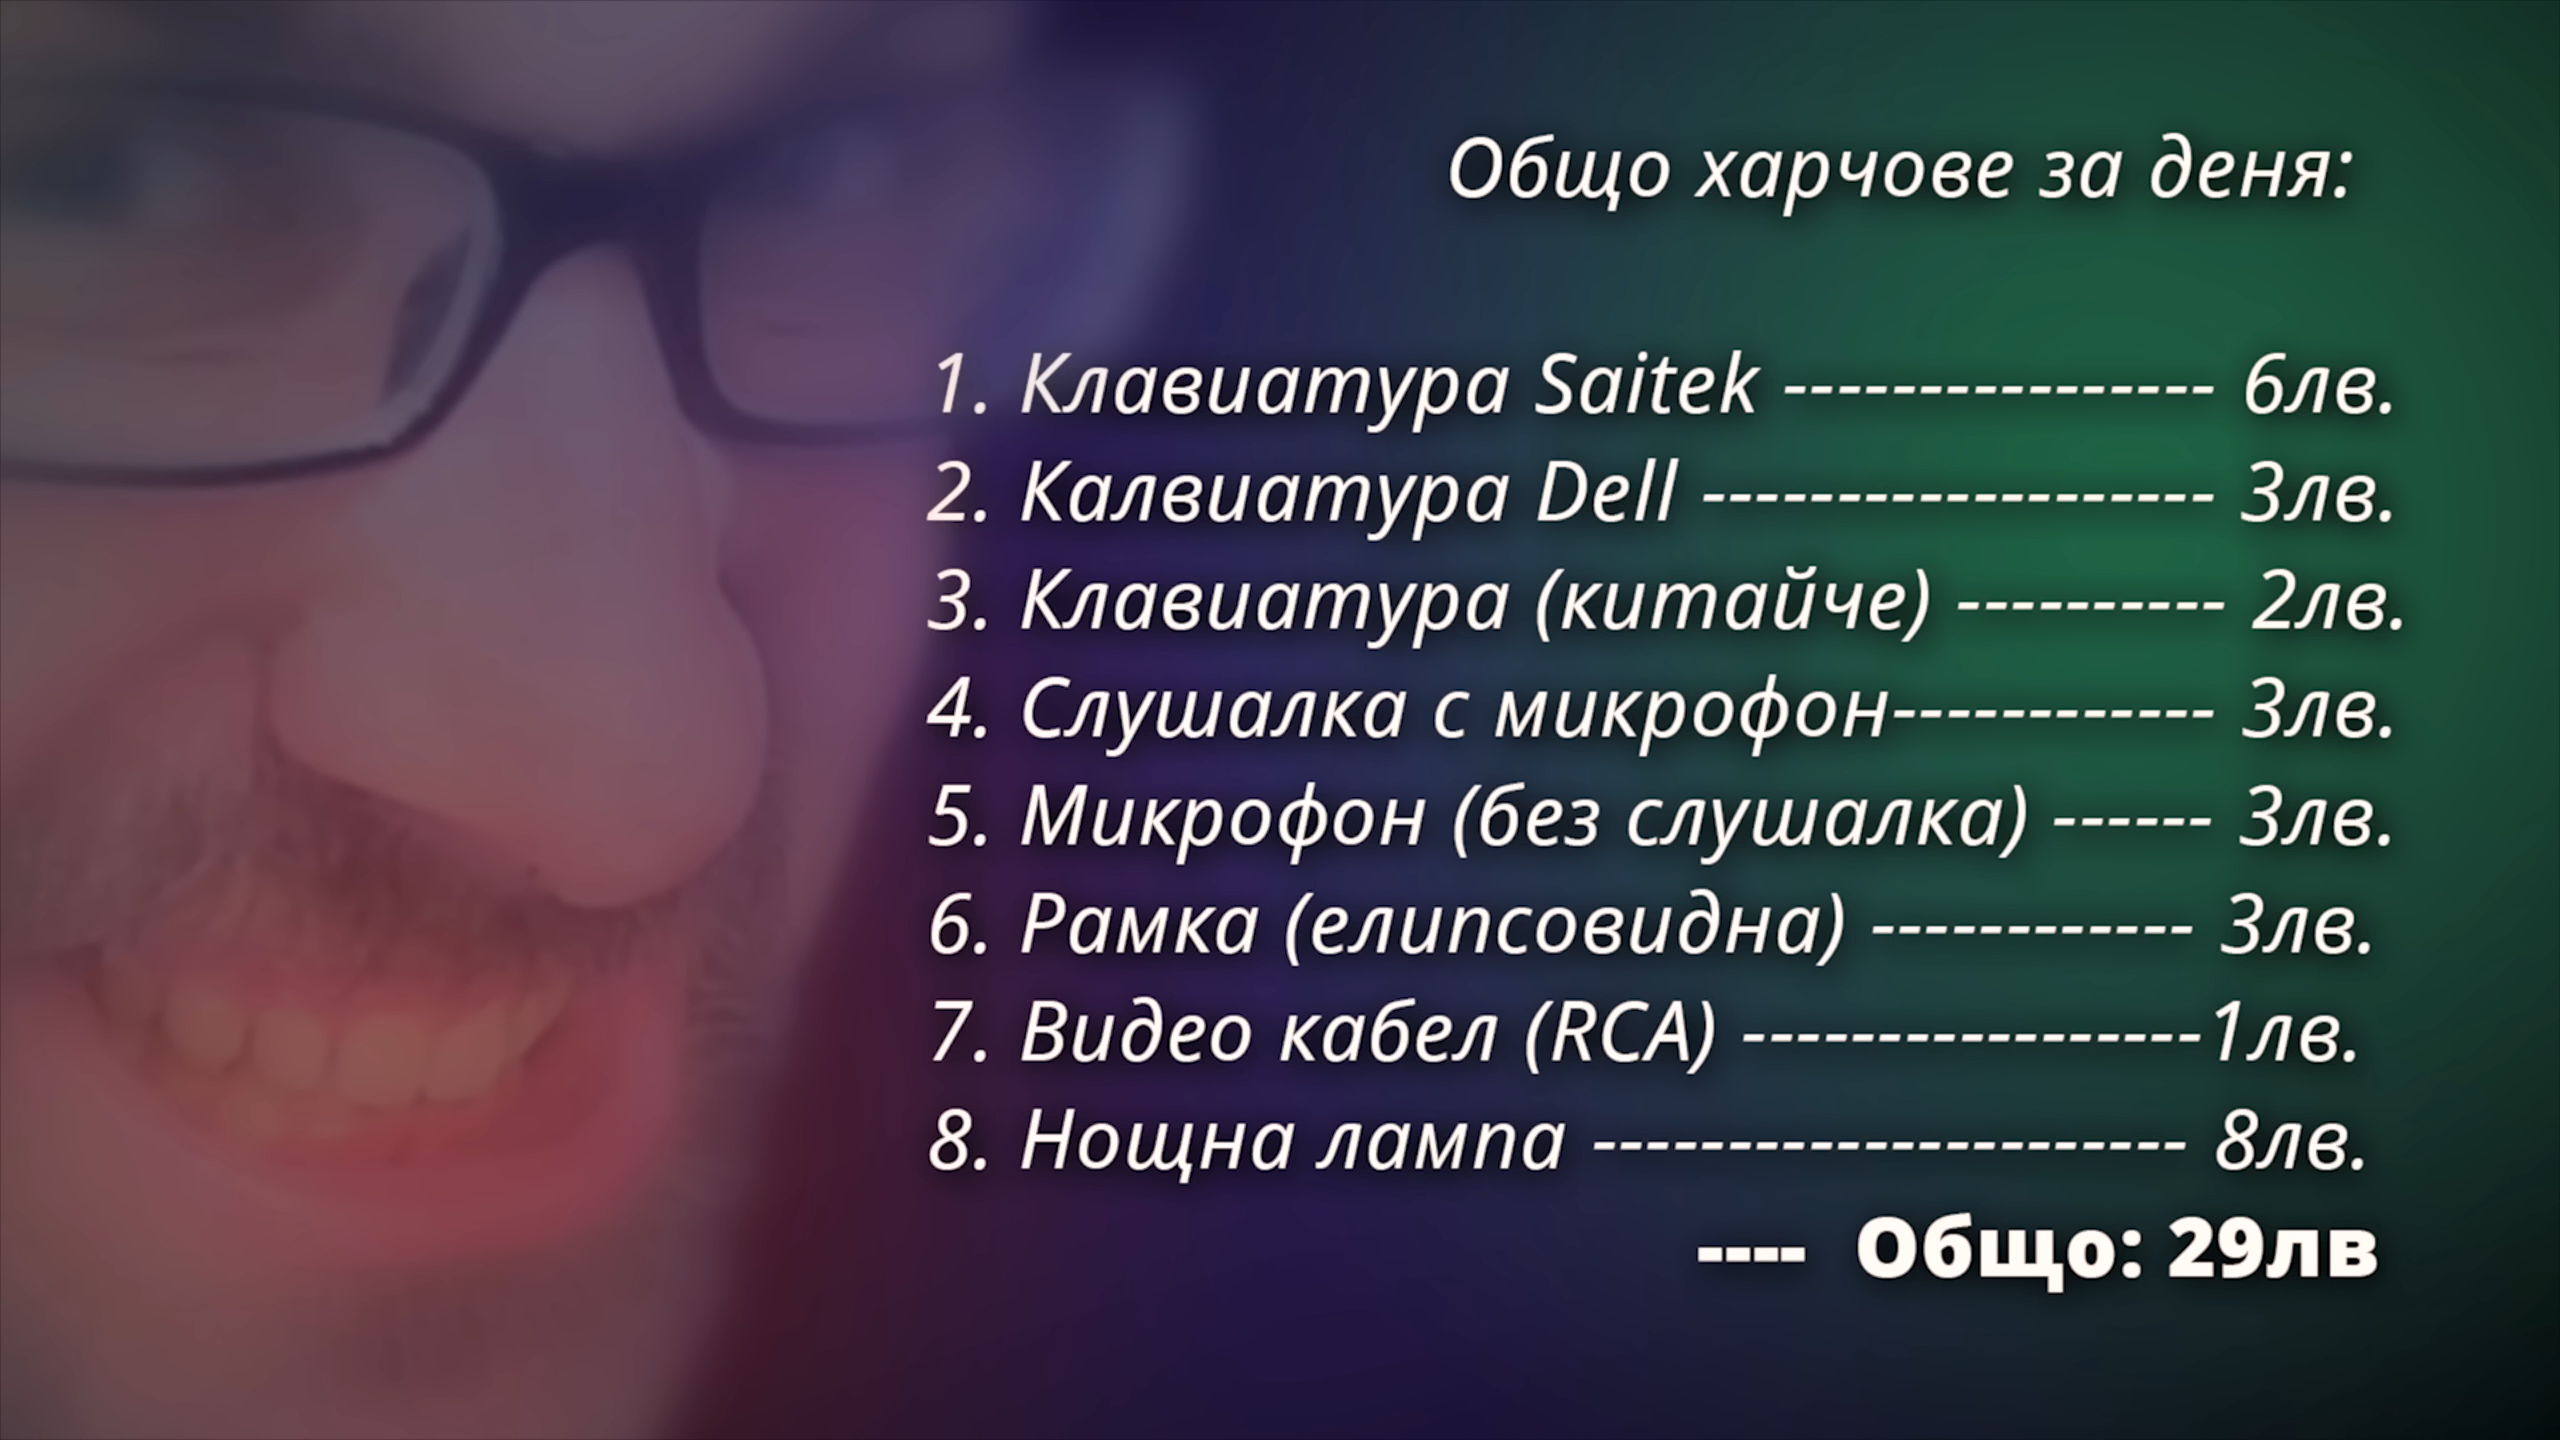 Общо харчове за деня:
1. Клавиатура Saitek ---------------- 6лв.
2. Калвиатура Dell ------------------- 3лв.
3. Клавиатура (китайче) ---------- 2лв.
4. Слушалка с микрофон------------ 3лв.
5. Микрофон (без слушалка) ------ 3лв.
6. Рамка (елипсовидна) ------------ 3лв.
7. Видео кабел (RCA) -----------------1лв.
8. Нощна лампа ---------------------- 8лв.
---- Общо: 29лв